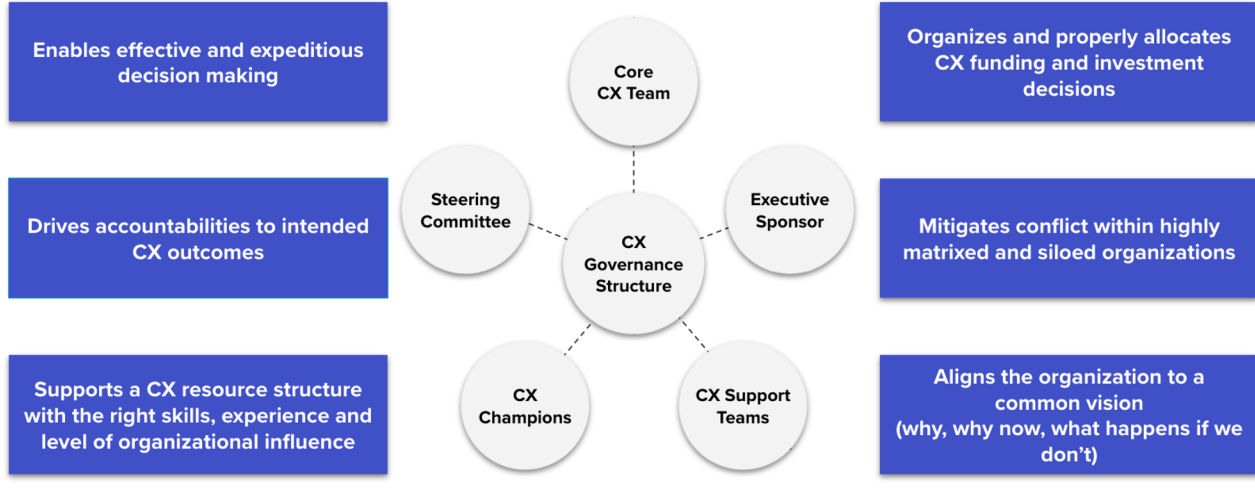 Enables effective and expeditious
decision making
Drives accountabilities to intended
CX outcomes
Supports a CX resource structure
with the right skills, experience and
level of organizational influence
Core
CX Team
Steering
Committee
Executive
Sponsor
CX
Governance
Structure
CX
Champions
CX Support
Teams
Organizes and properly allocates
CX funding and investment
decisions
Mitigates conflict within highly
matrixed and siloed organizations
Aligns the organization to a
common vision
(why, why now, what happens if we
don’t)